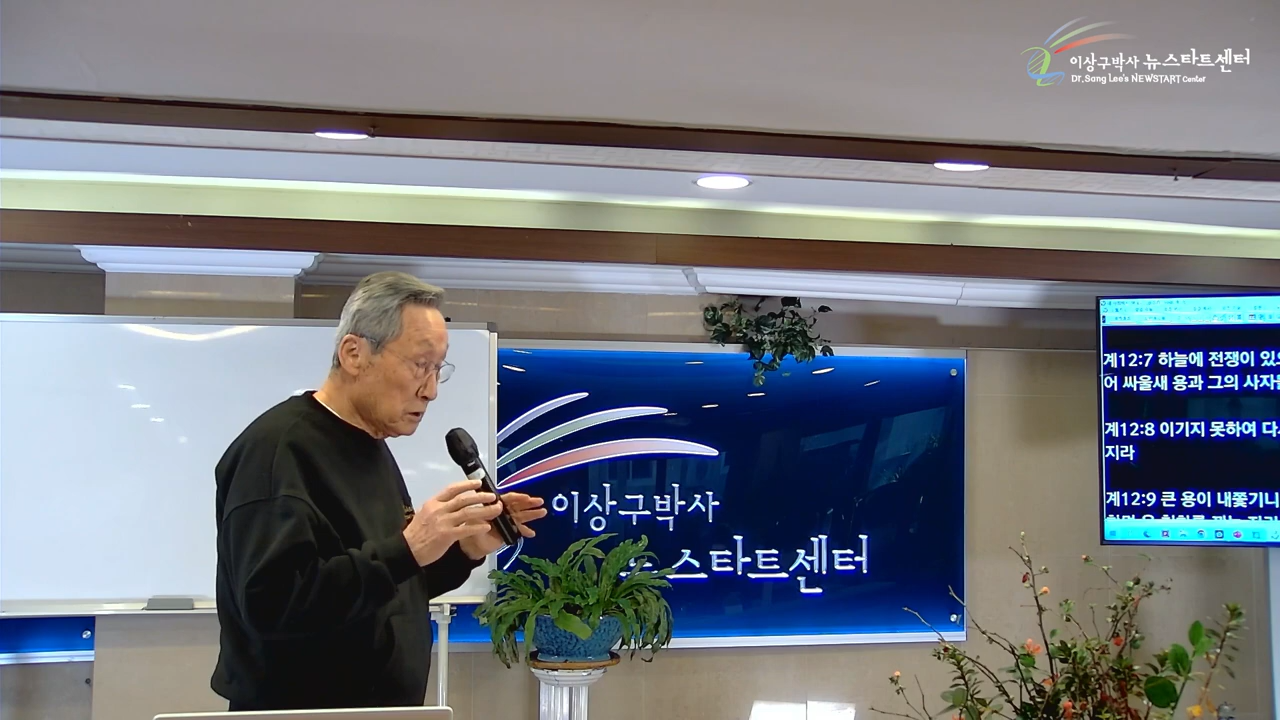 이상구박사 뉴스타트센터
Dr. Sang Lee's NEWSTART Center
이상구박사
스타트센터
계12:7 하늘에 전쟁이 있으
어 싸울새 용과 그의 사자
계12:8 이기지 못하여
지라
계12:9 큰 용이 내쫓기니